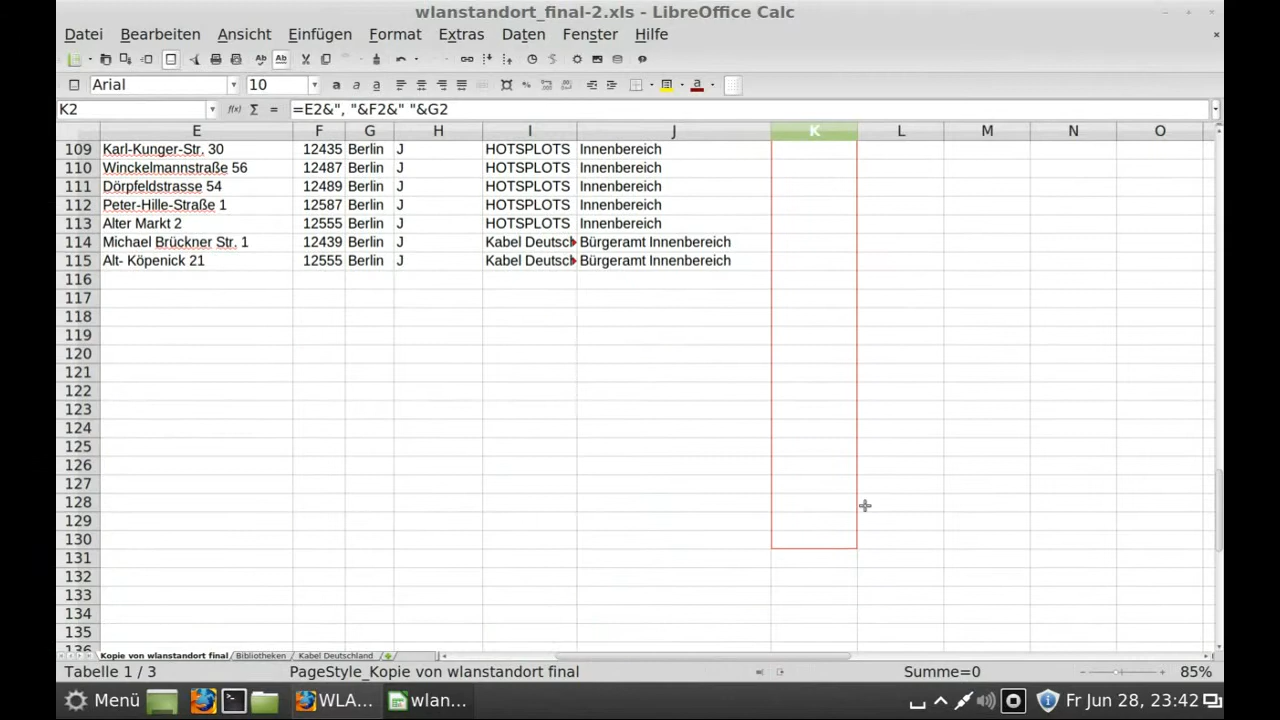 wlanstandort_final-2.xls - LibreOffice Calc
Datei Bearbeiten Ansicht Einfügen Format Extras Daten Fenster Hilfe
Arial 10
K2 =E2&", "&F2&" "&G2
E F G H I J K L M N O
109 Karl-Kunger-Str. 30 12435 Berlin J HOTSPLOTS Innenbereich
110 Winckelmannstraße 56 12487 Berlin J HOTSPLOTS Innenbereich
111 Dörpfeldstrasse 54 12489 Berlin J HOTSPLOTS Innenbereich
112 Peter-Hille-Straße 1 12587 Berlin J HOTSPLOTS Innenbereich
113 Alter Markt 2 12555 Berlin J HOTSPLOTS Innenbereich
114 Michael Brückner Str. 1 12439 Berlin J Kabel Deutsch Bürgeramt Innenbereich
115 Alt- Köpenick 21 12555 Berlin J Kabel Deutsch Bürgeramt Innenbereich
116
117
118
119
120
121
122
123
124
125
126
127
128
129
130
131
132
133
134
135
136
Kopie von wlanstandort final Bibliotheken Kabel Deutschland
Tabelle 1 / 3 PageStyle_Kopie von wlanstandort final Summe=0 85%
Menü WLA... wlan... Fr Jun 28, 23:42